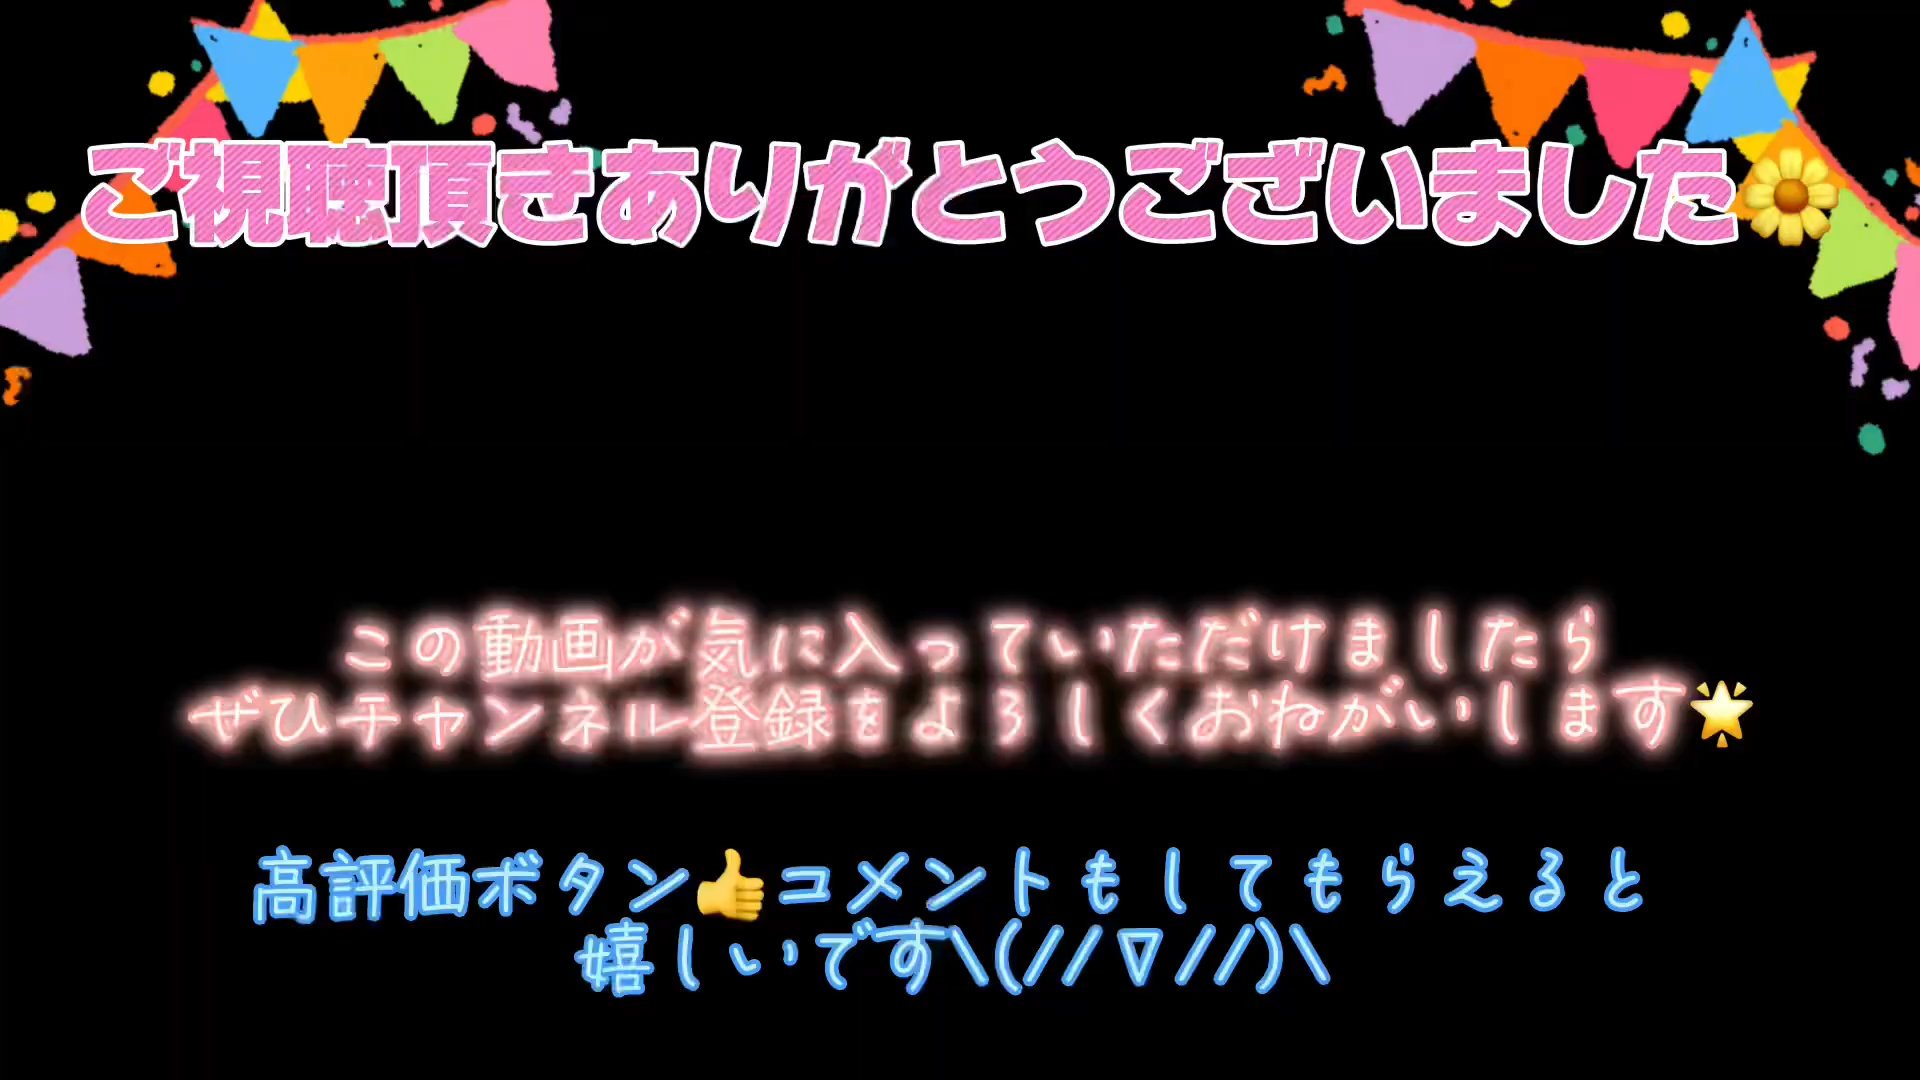 ご視聴頂きありがとうございました🌼
この動画が気に入っていただけましたら
ぜひチャンネル登録をよろしくおねがいします🌟
高評価ボタン👍コメントもしてもらえると
嬉しいです\(//∇//)\